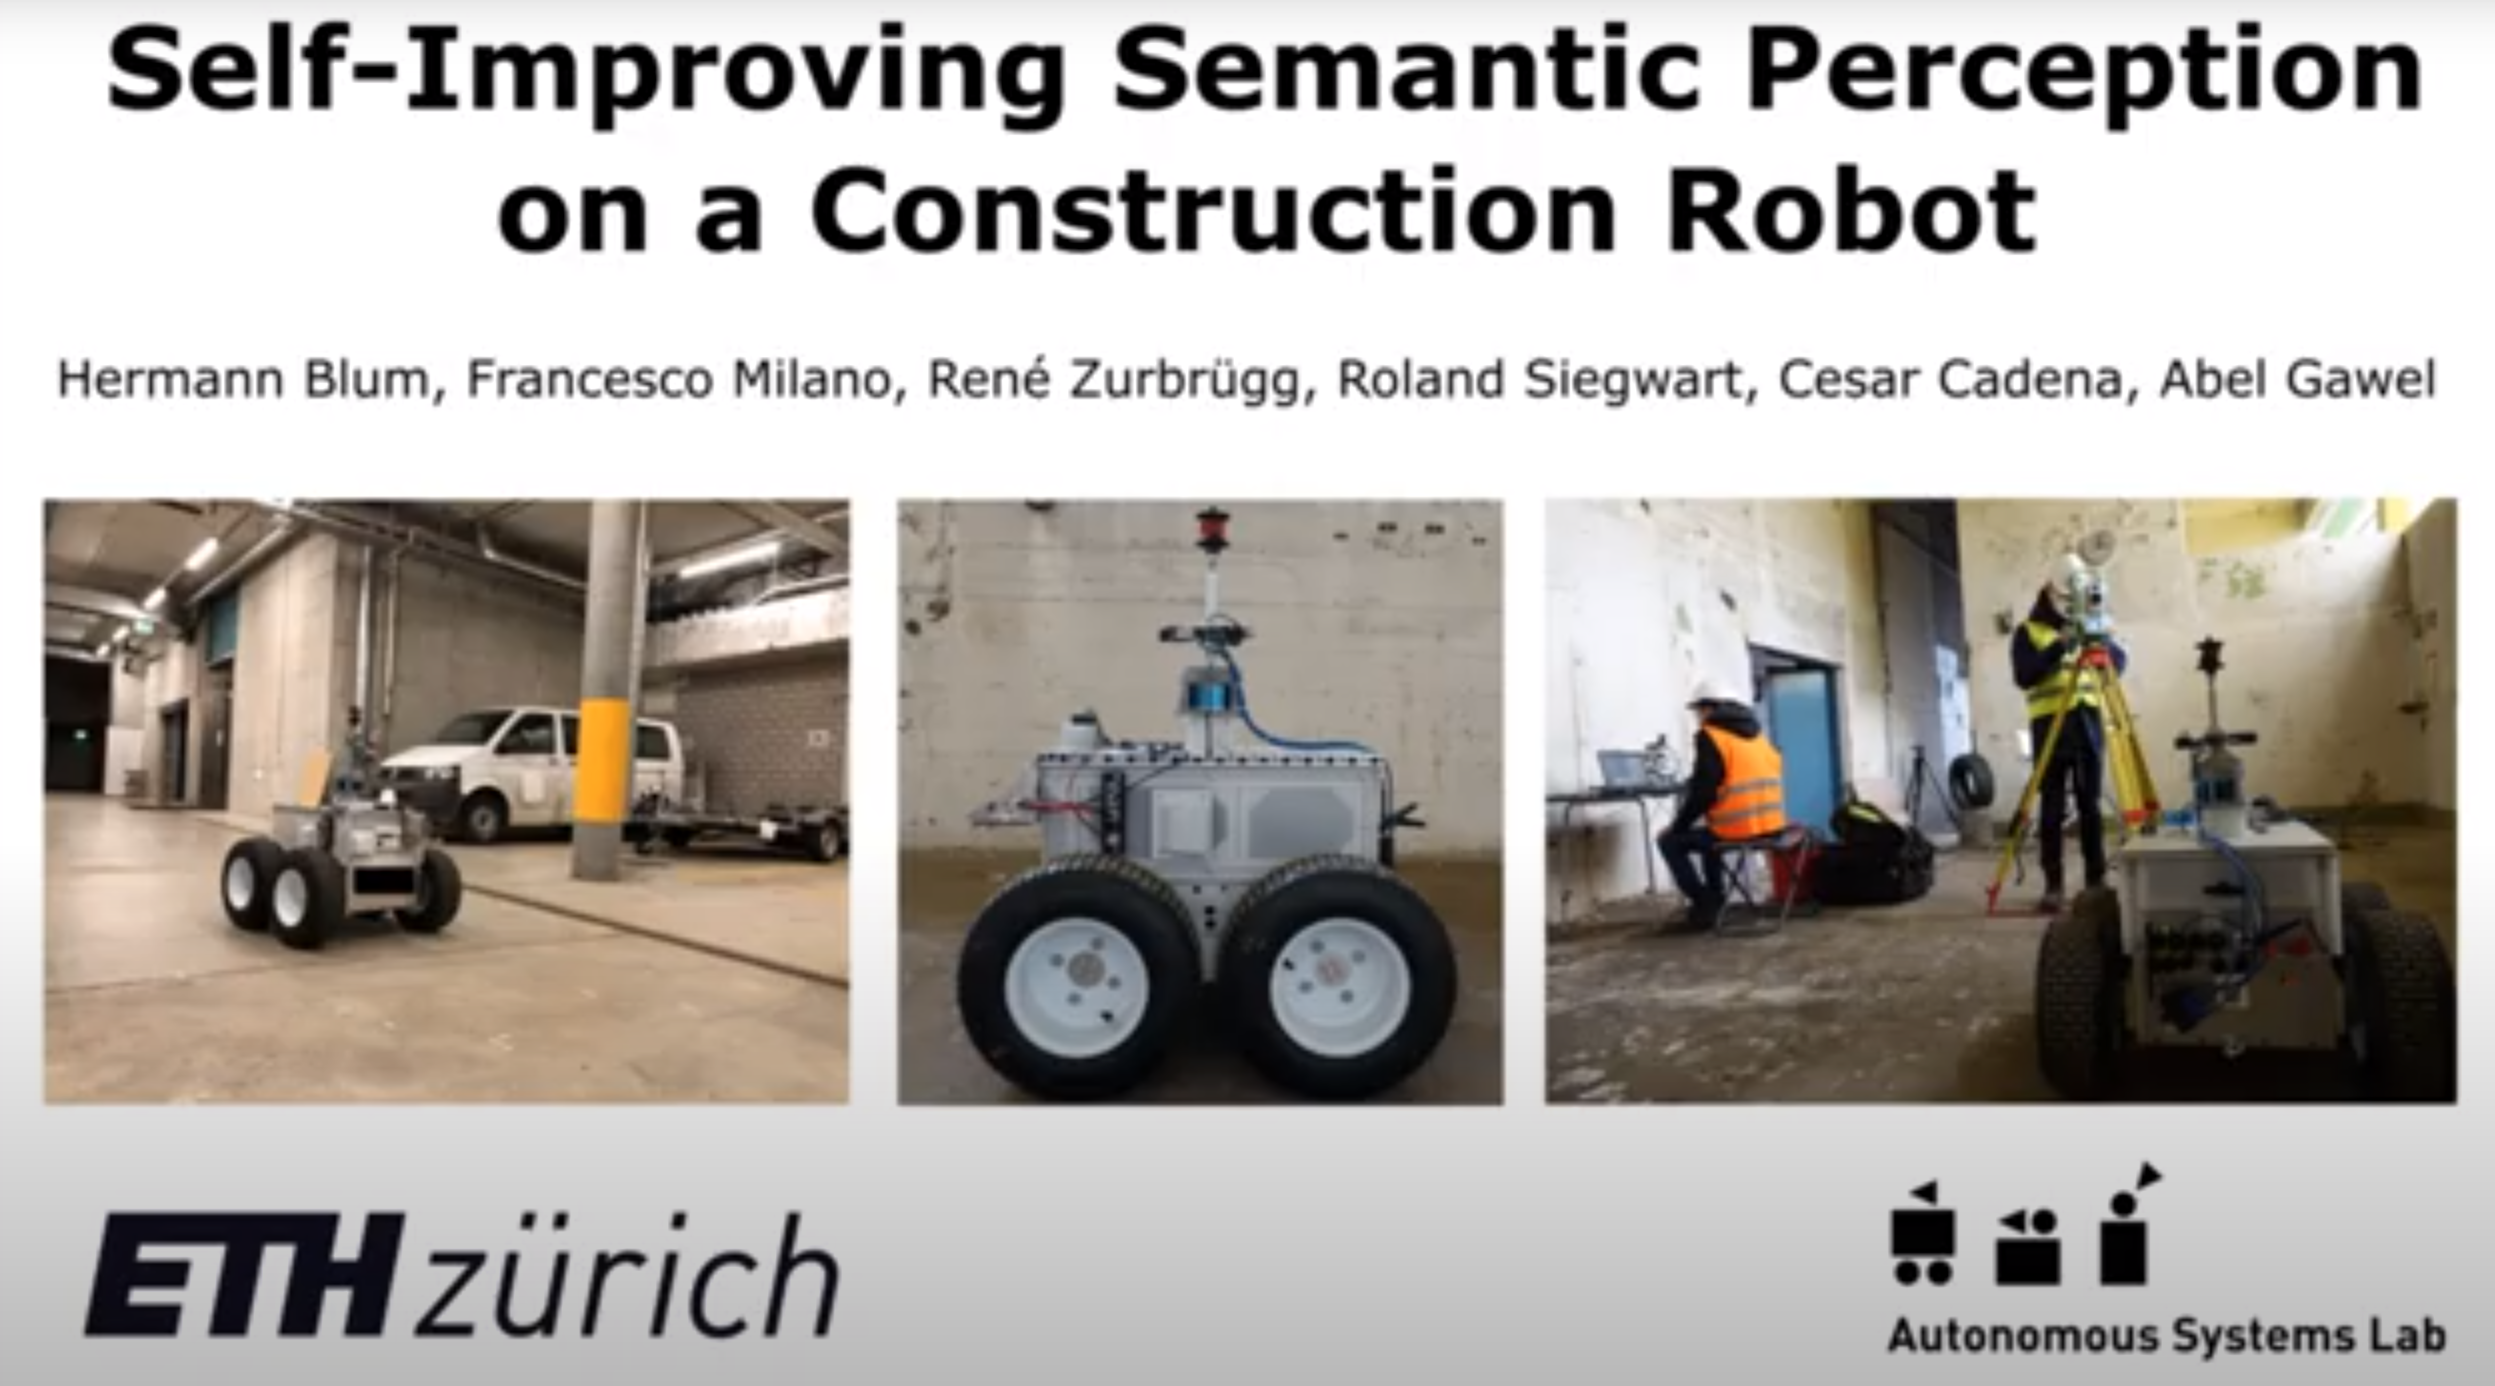 Self-Improving Semantic Perception
on a Construction Robot
Hermann Blum, Francesco Milano, René Zurbrügg, Roland Siegwart, Cesar Cadena, Abel Gawel
ETH zürich
Autonomous Systems Lab